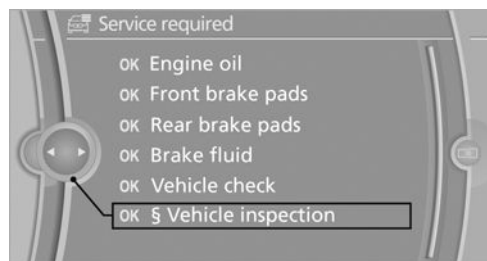 Service required
OK Engine oil
OK Front brake pads
OK Rear brake pads
OK Brake fluid
OK Vehicle check
OK § Vehicle inspection